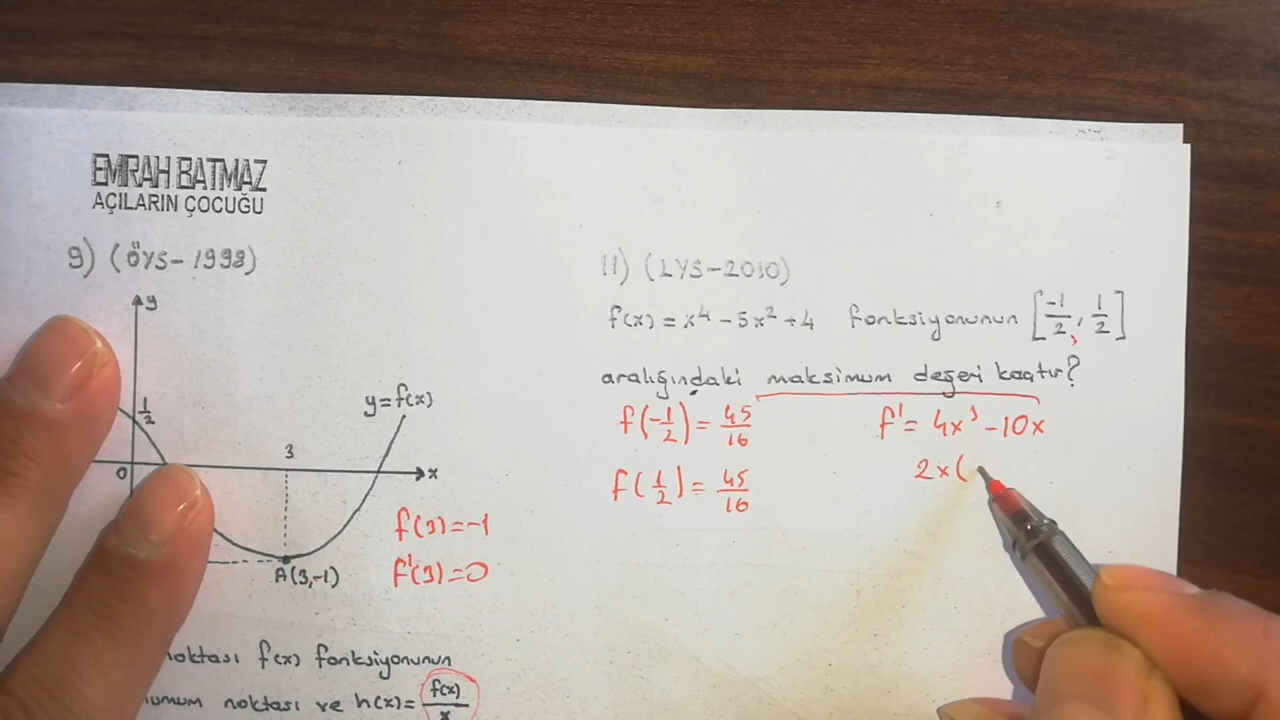 EMRAH BATMAZ
AÇILARIN ÇOCUĞU
9) (ÖYS-1998)
y
1/2
y=f(x)
3
0
x
A(3,-1)
f(3)=-1
f'(3)=0
noktası f(x) fonksiyonunun
ve h(x)= f(x)/x
11) (LYS-2010)
f(x) = x⁴ - 5x² + 4 fonksiyonunun [-1/2, 1/2]
aralığındaki maksimum değeri kaçtır?
f(-1/2) = 45/16
f' = 4x³ - 10x
f(1/2) = 45/16
2x(